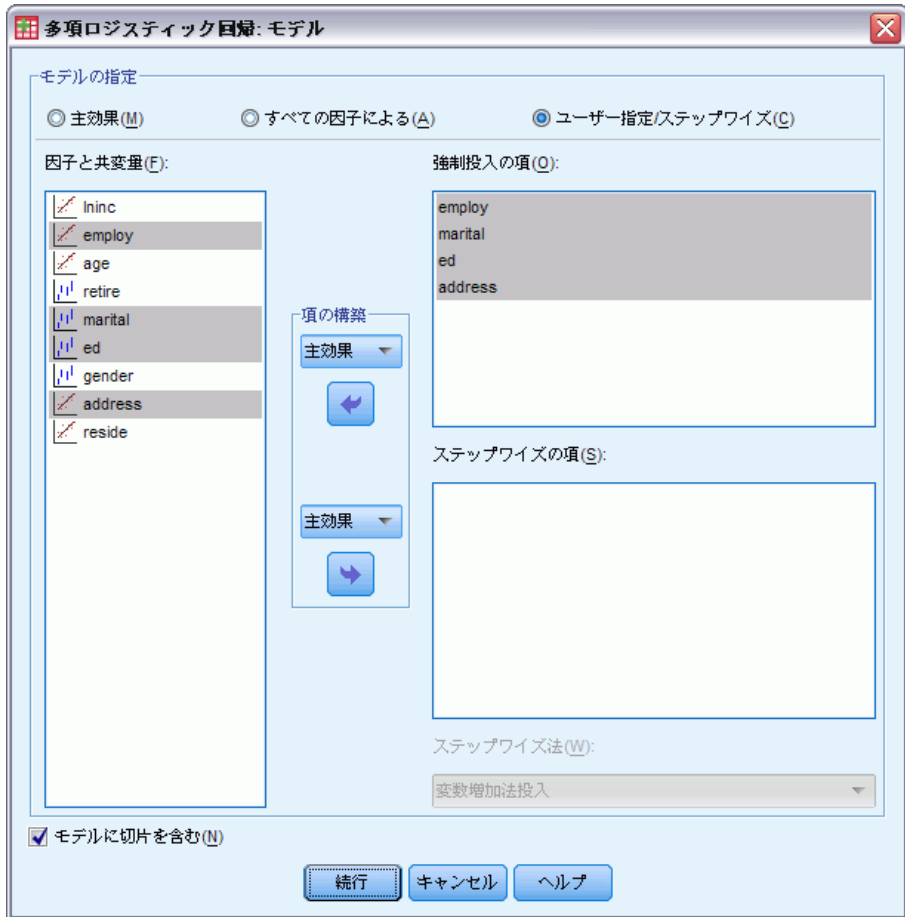 多項ロジスティック回帰: モデル
モデルの指定
主効果(M)
すべての因子による(A)
ユーザー指定/ステップワイズ(C)
因子と共変量(F):
lninc
employ
age
retire
marital
ed
gender
address
reside
項の構築
主効果
主効果
強制投入の項(O):
employ
marital
ed
address
ステップワイズの項(S):
ステップワイズ法(W):
変数増加法投入
モデルに切片を含む(N)
続行
キャンセル
ヘルプ